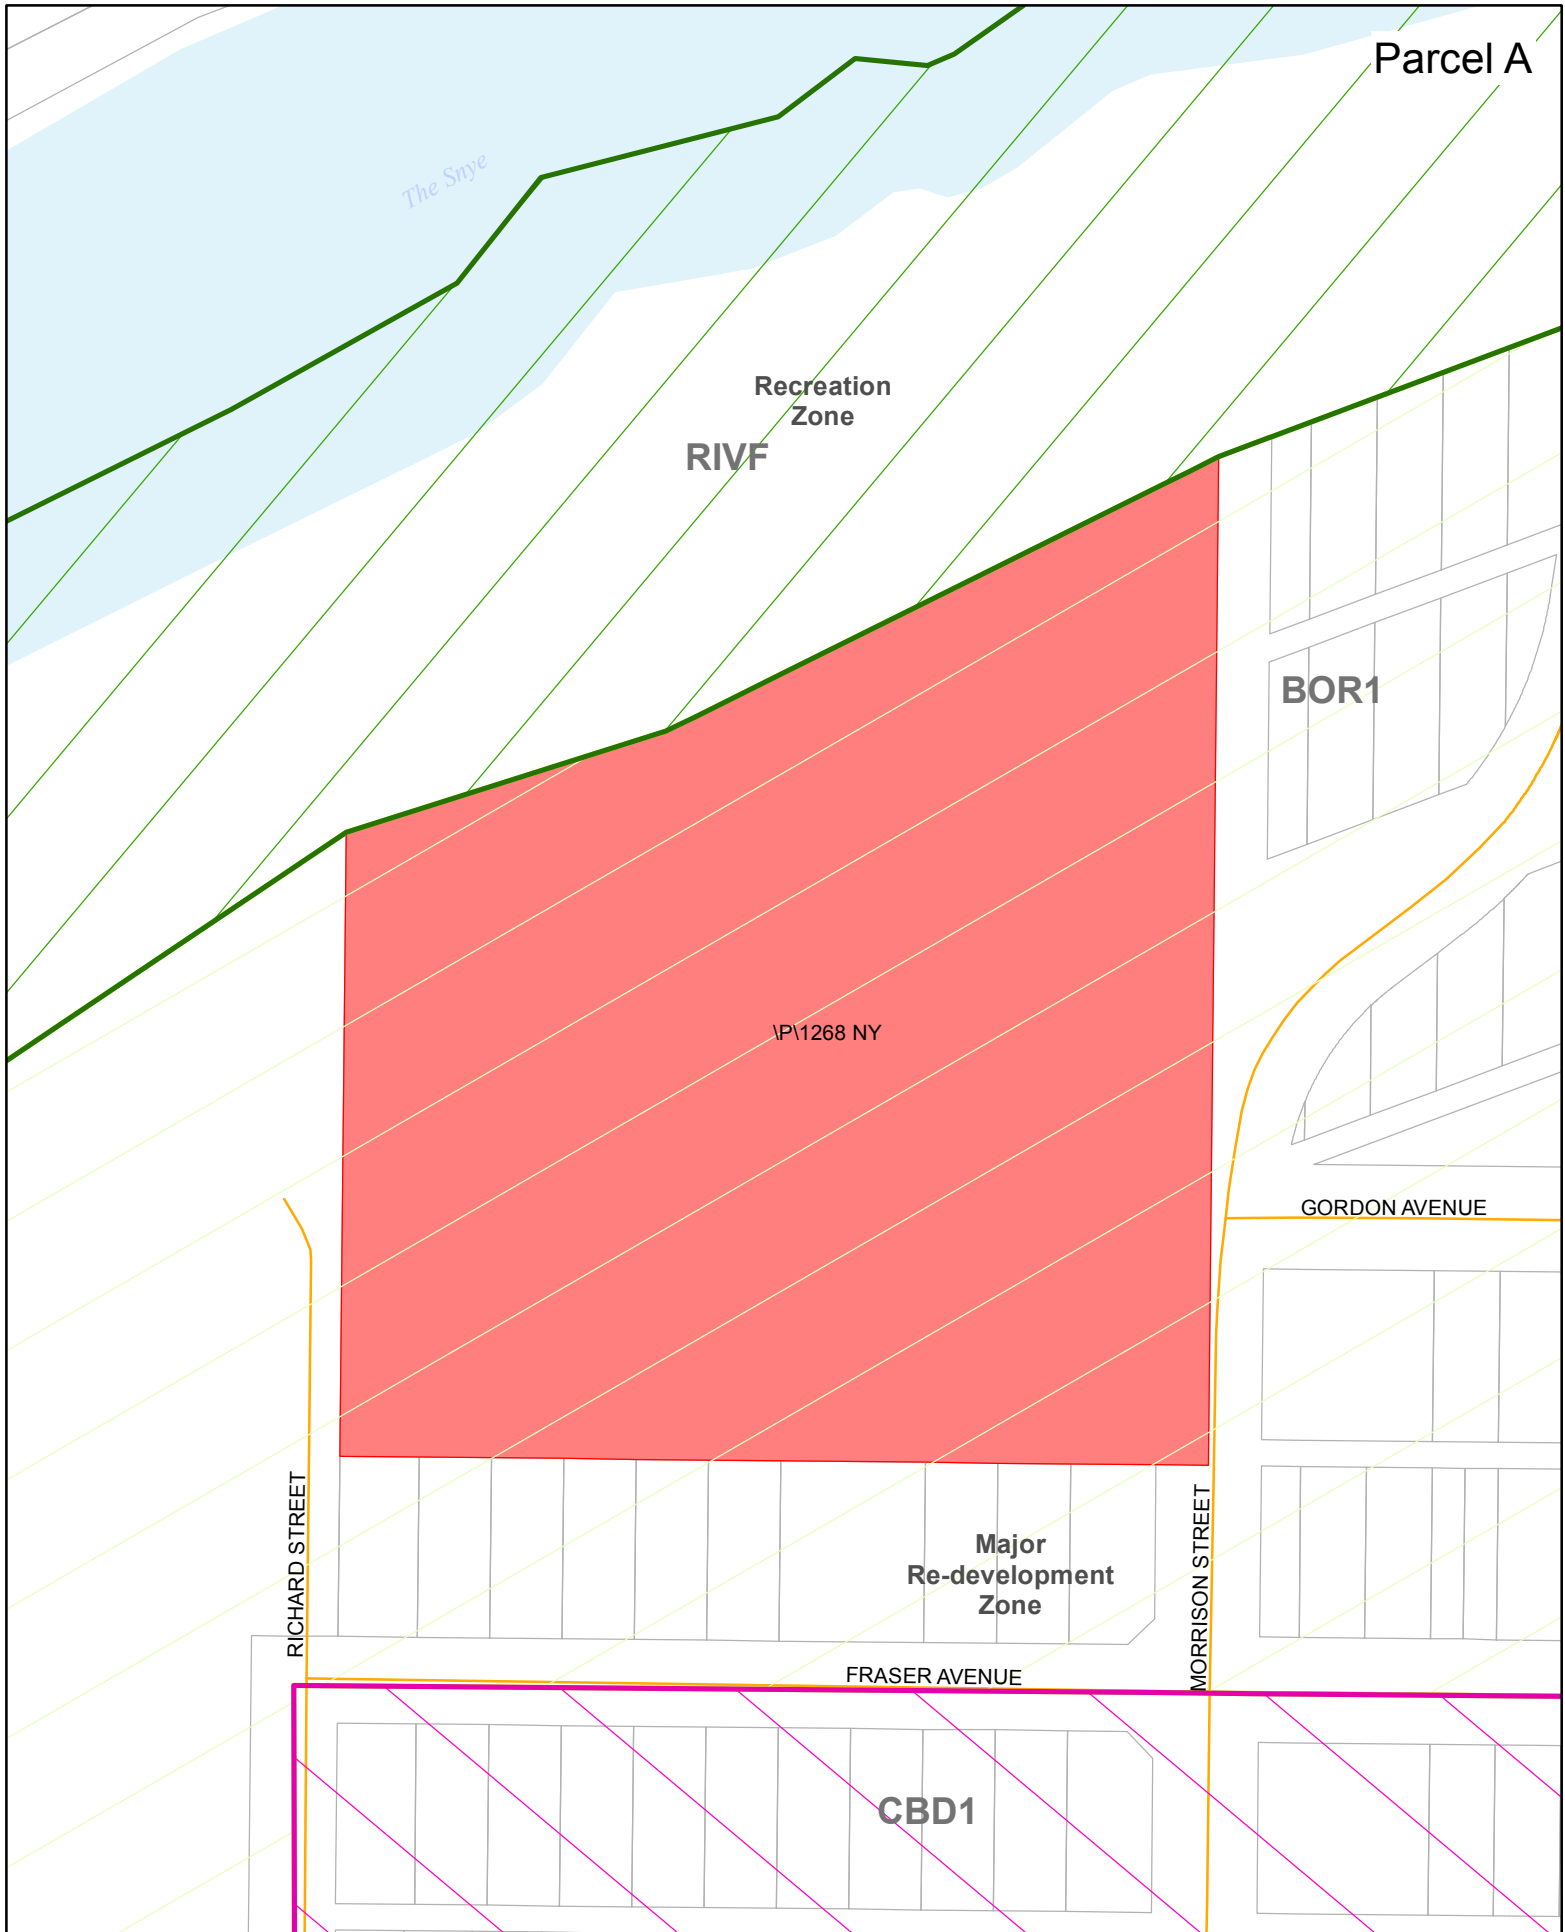 Parcel A
The Snye
Recreation
Zone
RIVF
BOR1
\P\1268 NY
GORDON AVENUE
RICHARD STREET
MORRISON STREET
Major
Re-development
Zone
FRASER AVENUE
CBD1